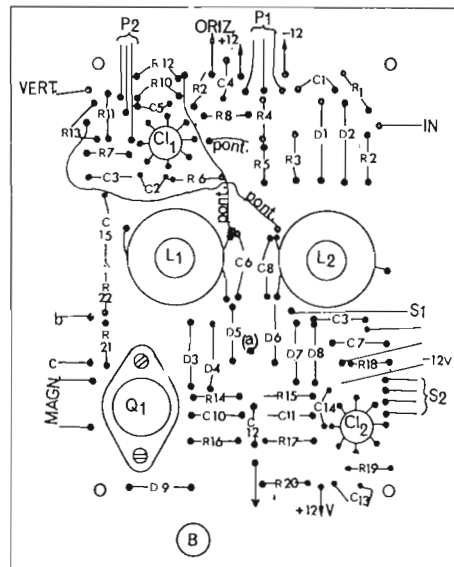 P2 ORIZ. P1
+12 -12
R12 R2 C4 C1 R1
VERT. R10
R11 C5 R8 R4
R13 CI1 IN
R7 pont. R5 R3 D1 D2 R2
C3 C2 R6
pont. pont.
C15
L1 L2
C6 C8
R22
S1
b C3
R21 D5 (a) D6
D3 D4 D7 D8 C7
C R18 -12v
MAGN. R14 R15 S2
Q1 C10 C11 C14
C12 CI2
R16 R17
R19
D9 R20 C13
+12V
B